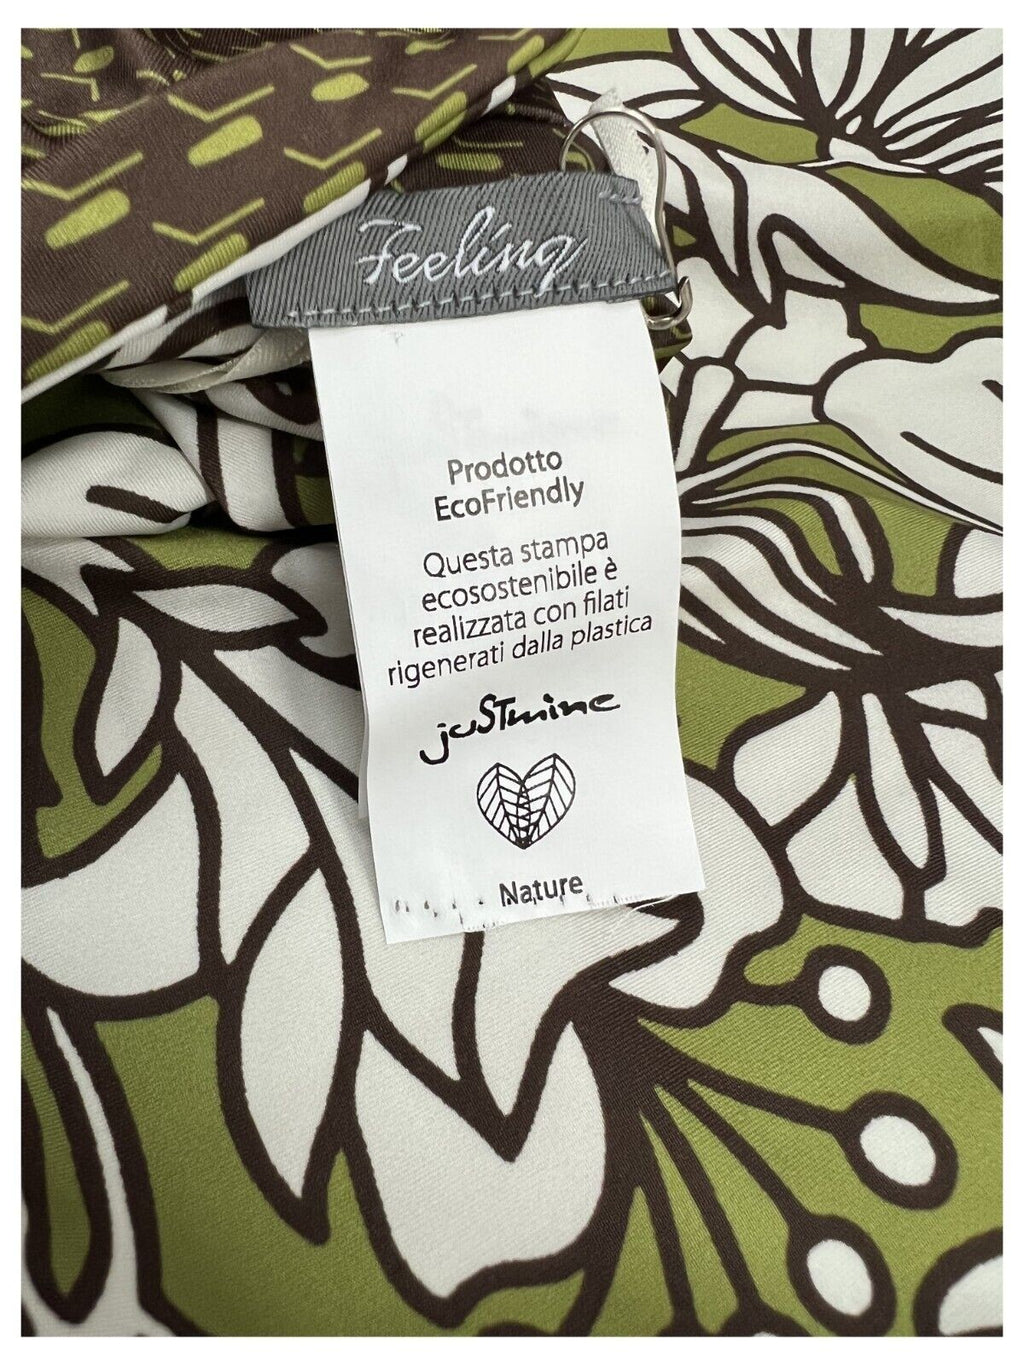 Feeling
Prodotto
EcoFriendly
Questa stampa
ecosostenibile è
realizzata con filati
rigenerati dalla plastica
juSTmine
Nature